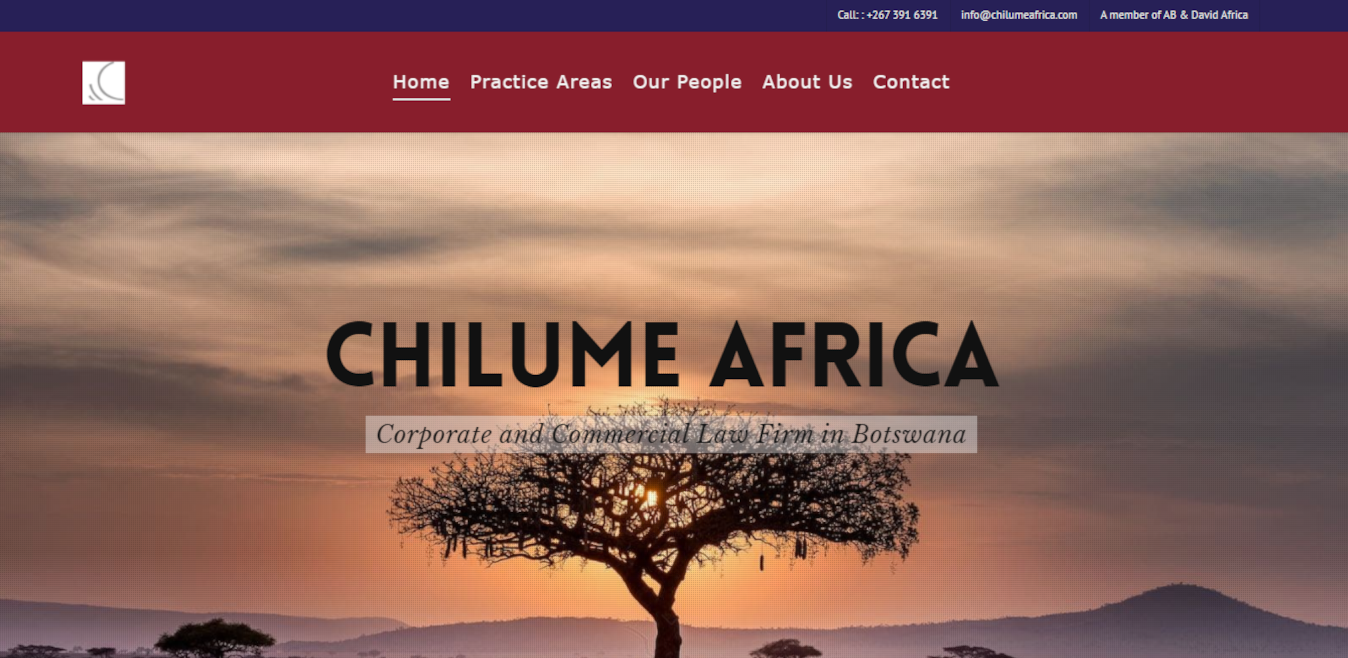 Call: : +267 391 6391 info@chilumeafrica.com A member of AB & David Africa
Home Practice Areas Our People About Us Contact
CHILUME AFRICA
Corporate and Commercial Law Firm in Botswana